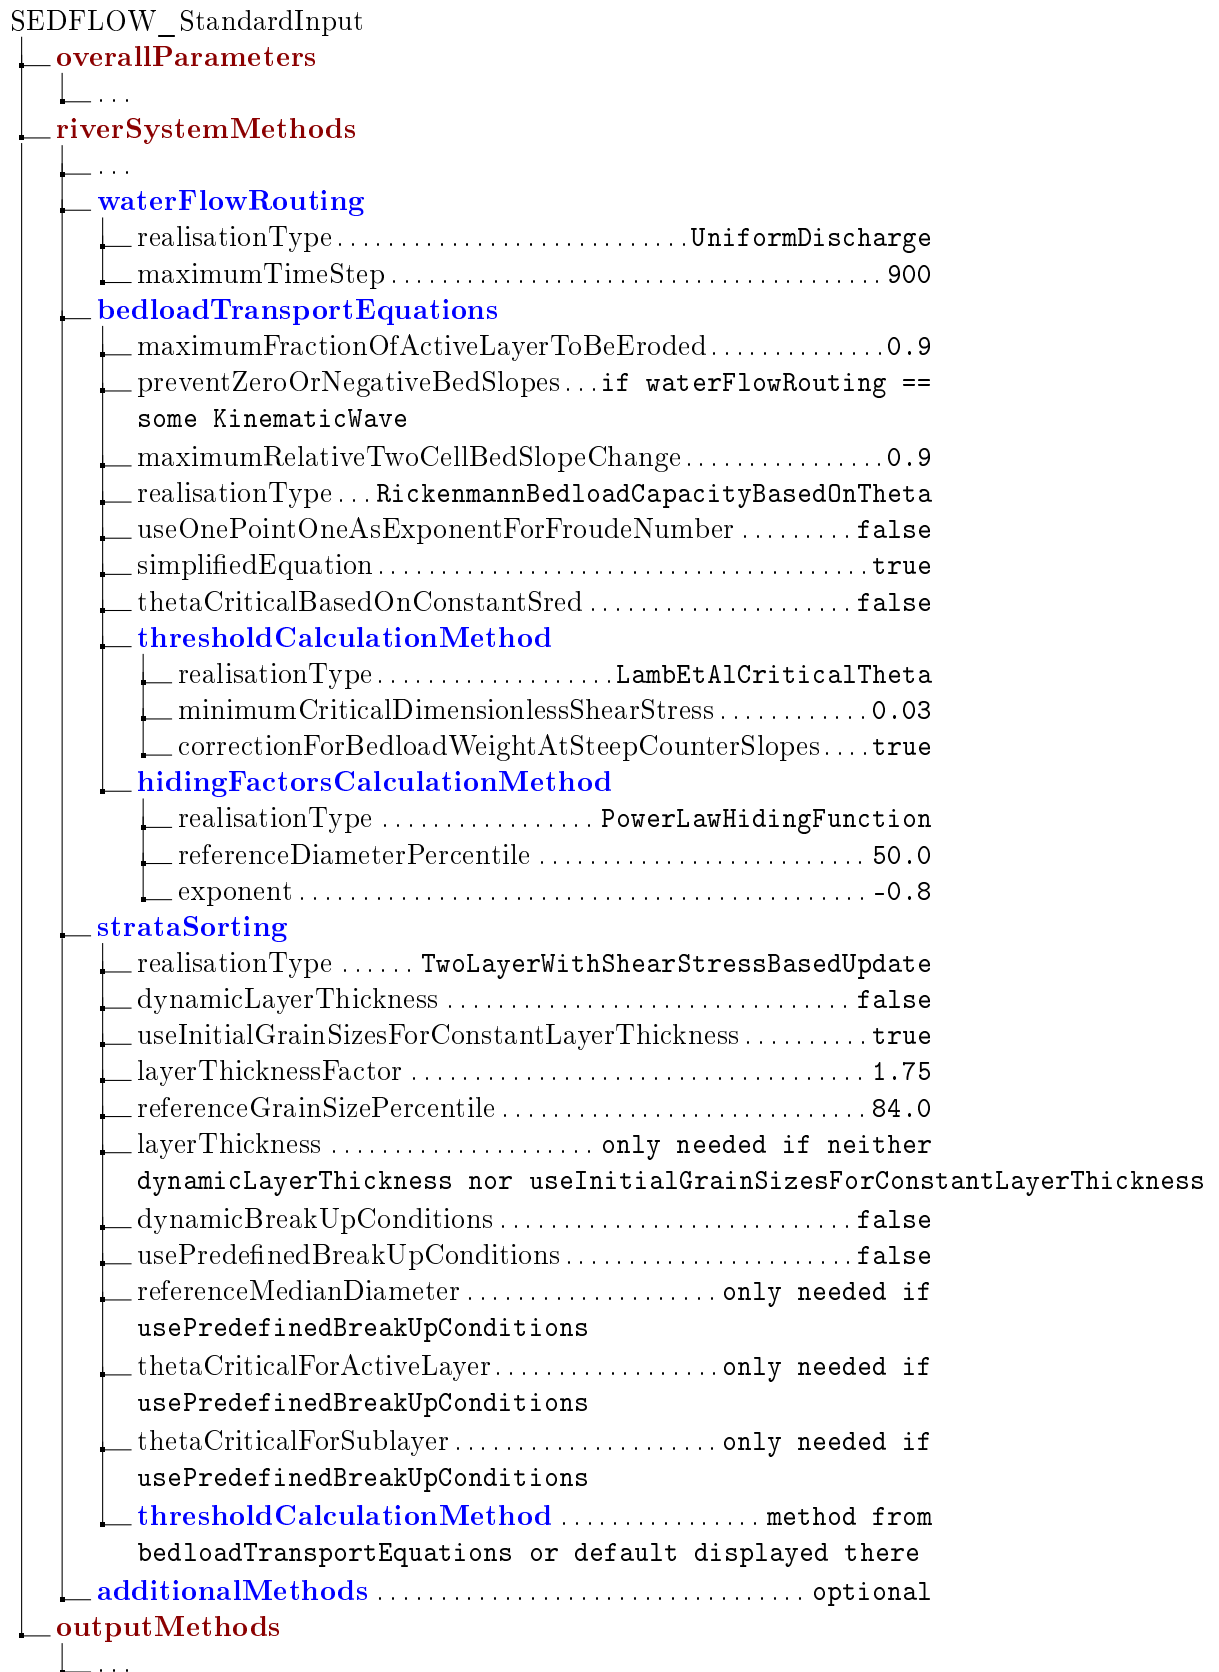 SEDFLOW_StandardInput
overallParameters
...
riverSystemMethods
...
waterFlowRouting
realisationType............................UniformDischarge
maximumTimeStep.......................................900
bedloadTransportEquations
maximumFractionOfActiveLayerToBeEroded..............0.9
preventZeroOrNegativeBedSlopes...if waterFlowRouting ==
some KinematicWave
maximumRelativeTwoCellBedSlopeChange................0.9
realisationType...RickenmannBedloadCapacityBasedOnTheta
useOnePointOneAsExponentForFroudeNumber.........false
simplifiedEquation.......................................true
thetaCriticalBasedOnConstantSred.....................false
thresholdCalculationMethod
realisationType...................LambEtAlCriticalTheta
minimumCriticalDimensionlessShearStress............0.03
correctionForBedloadWeightAtSteepCounterSlopes....true
hidingFactorsCalculationMethod
realisationType.................PowerLawHidingFunction
referenceDiameterPercentile..........................50.0
exponent.............................................-0.8
strataSorting
realisationType......TwoLayerWithShearStressBasedUpdate
dynamicLayerThickness................................false
useInitialGrainSizesForConstantLayerThickness..........true
layerThicknessFactor....................................1.75
referenceGrainSizePercentile.............................84.0
layerThickness.....................only needed if neither
dynamicLayerThickness nor useInitialGrainSizesForConstantLayerThickness
dynamicBreakUpConditions............................false
usePredefinedBreakUpConditions.......................false
referenceMedianDiameter....................only needed if
usePredefinedBreakUpConditions
thetaCriticalForActiveLayer..................only needed if
usePredefinedBreakUpConditions
thetaCriticalForSublayer.....................only needed if
usePredefinedBreakUpConditions
thresholdCalculationMethod................method from
bedloadTransportEquations or default displayed there
additionalMethods..................................optional
outputMethods
...